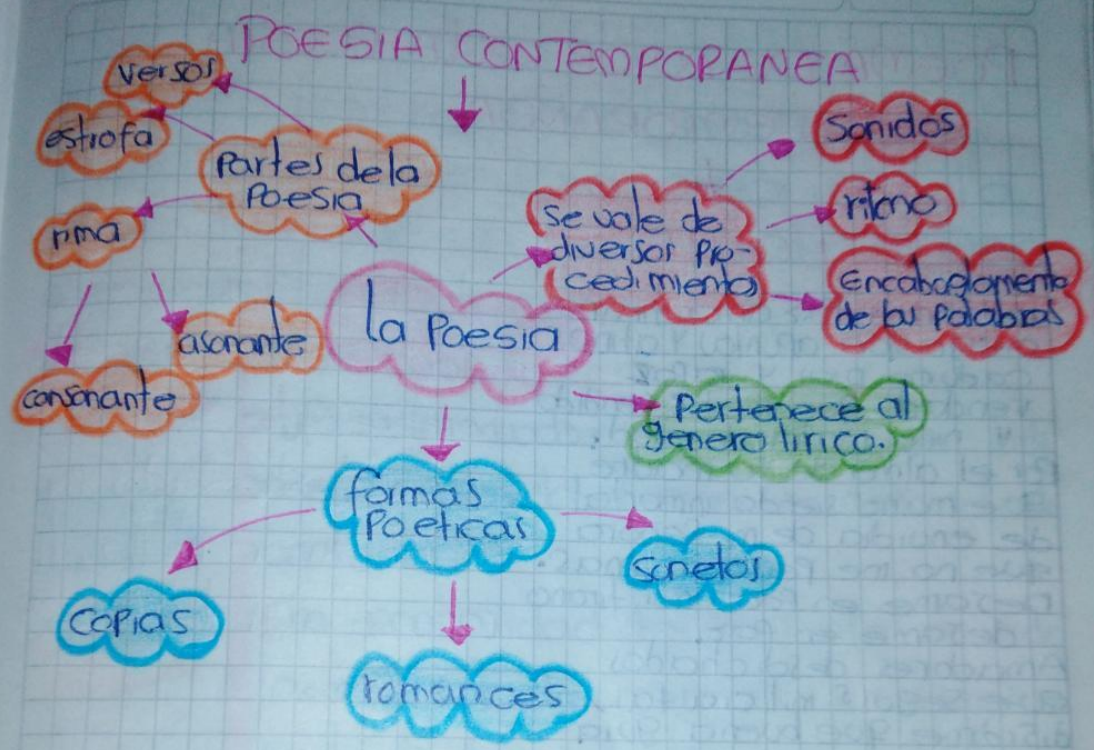 POESIA CONTEMPORANEA
versos
estrofa
Partes de la
Poesia
rima
asonante
consonante
la Poesia
se vale de
diversos pro-
cedimientos
Sonidos
ritmo
de las Palabras
Pertenece al
genero lirico.
formas
Poeticas
copias
sonetos
romances